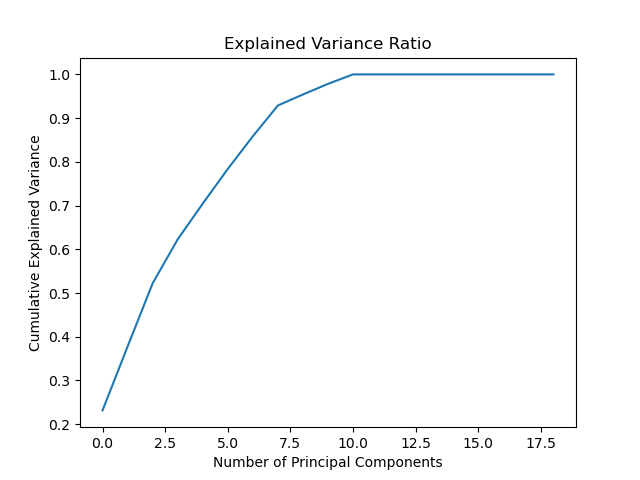 Explained Variance Ratio
1.0
0.9
0.8
0.7
0.6
0.5
0.4
0.3
0.2
Cumulative Explained Variance
0.0 2.5 5.0 7.5 10.0 12.5 15.0 17.5
Number of Principal Components